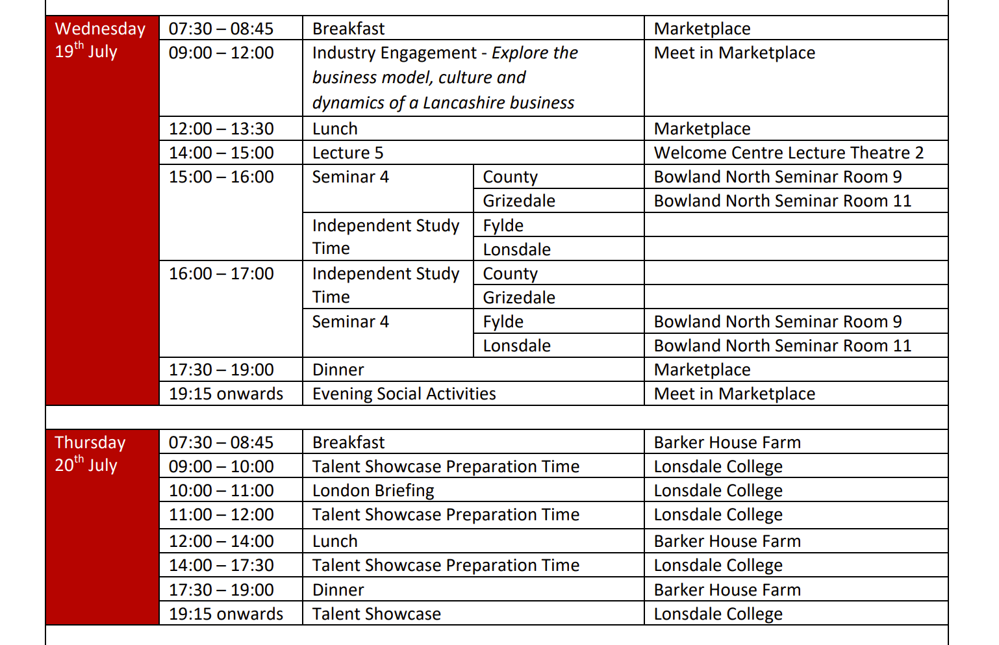 Wednesday
19th July
07:30 – 08:45 Breakfast Marketplace
09:00 – 12:00 Industry Engagement - Explore the Meet in Marketplace
business model, culture and
dynamics of a Lancashire business
12:00 – 13:30 Lunch Marketplace
14:00 – 15:00 Lecture 5 Welcome Centre Lecture Theatre 2
15:00 – 16:00 Seminar 4 County Bowland North Seminar Room 9
Grizedale Bowland North Seminar Room 11
Independent Study Fylde
Time Lonsdale
16:00 – 17:00 Independent Study County
Time Grizedale
Seminar 4 Fylde Bowland North Seminar Room 9
Lonsdale Bowland North Seminar Room 11
17:30 – 19:00 Dinner Marketplace
19:15 onwards Evening Social Activities Meet in Marketplace
Thursday
20th July
07:30 – 08:45 Breakfast Barker House Farm
09:00 – 10:00 Talent Showcase Preparation Time Lonsdale College
10:00 – 11:00 London Briefing Lonsdale College
11:00 – 12:00 Talent Showcase Preparation Time Lonsdale College
12:00 – 14:00 Lunch Barker House Farm
14:00 – 17:30 Talent Showcase Preparation Time Lonsdale College
17:30 – 19:00 Dinner Barker House Farm
19:15 onwards Talent Showcase Lonsdale College